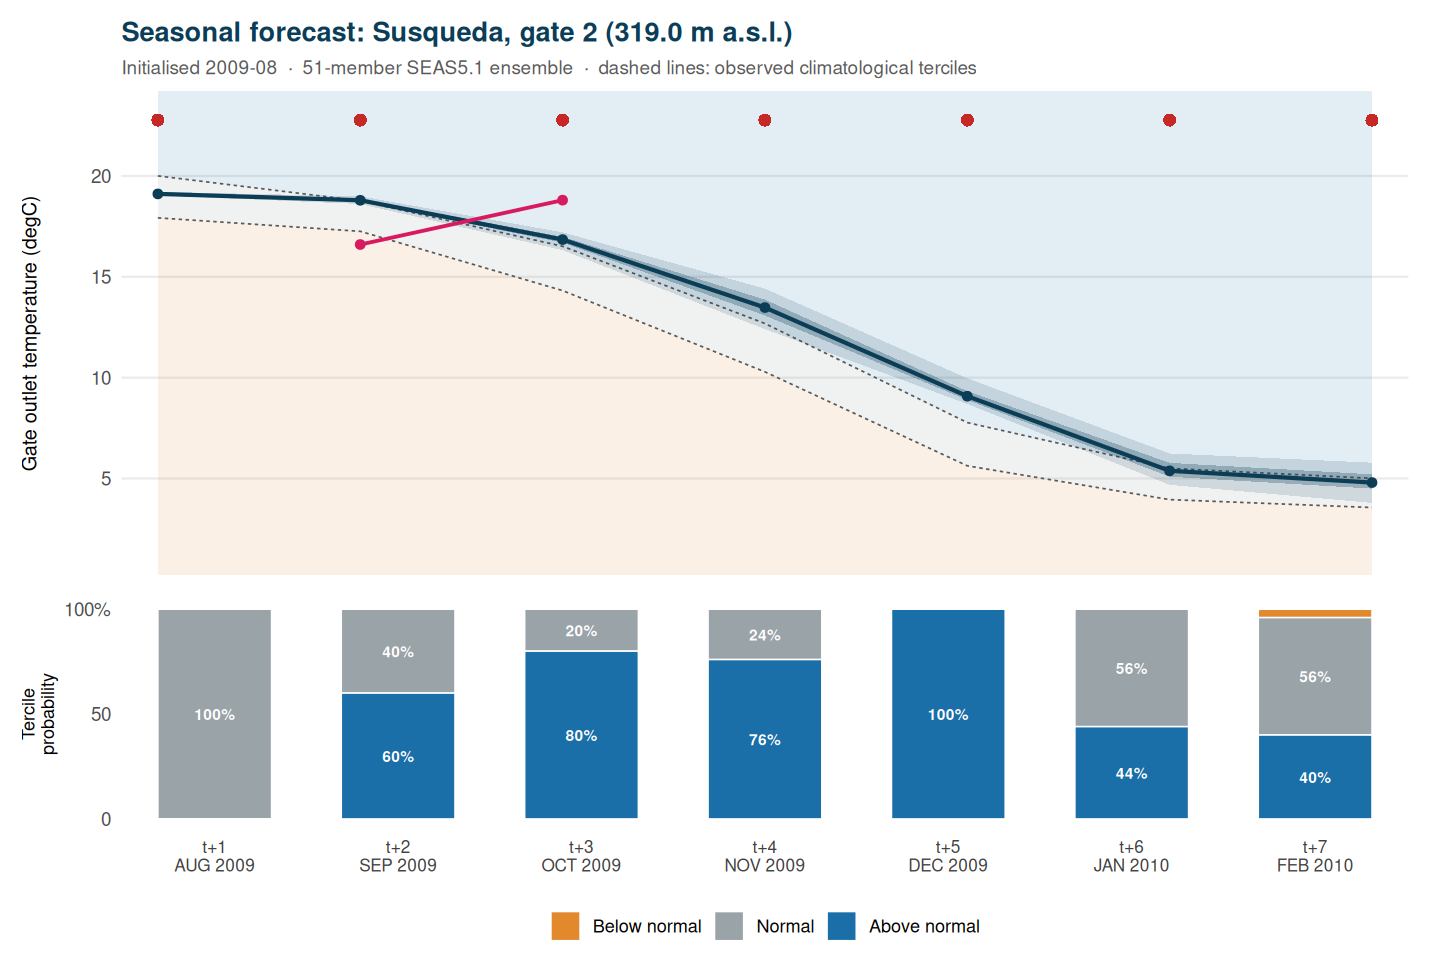 Seasonal forecast: Susqueda, gate 2 (319.0 m a.s.l.)
Initialised 2009-08 · 51-member SEAS5.1 ensemble · dashed lines: observed climatological terciles
Gate outlet temperature (degC)
20
15
10
5
Tercile
probability
100%
50
0
100%
40%
60%
20%
80%
24%
76%
100%
56%
44%
56%
40%
t+1
AUG 2009
t+2
SEP 2009
t+3
OCT 2009
t+4
NOV 2009
t+5
DEC 2009
t+6
JAN 2010
t+7
FEB 2010
Below normal
Normal
Above normal